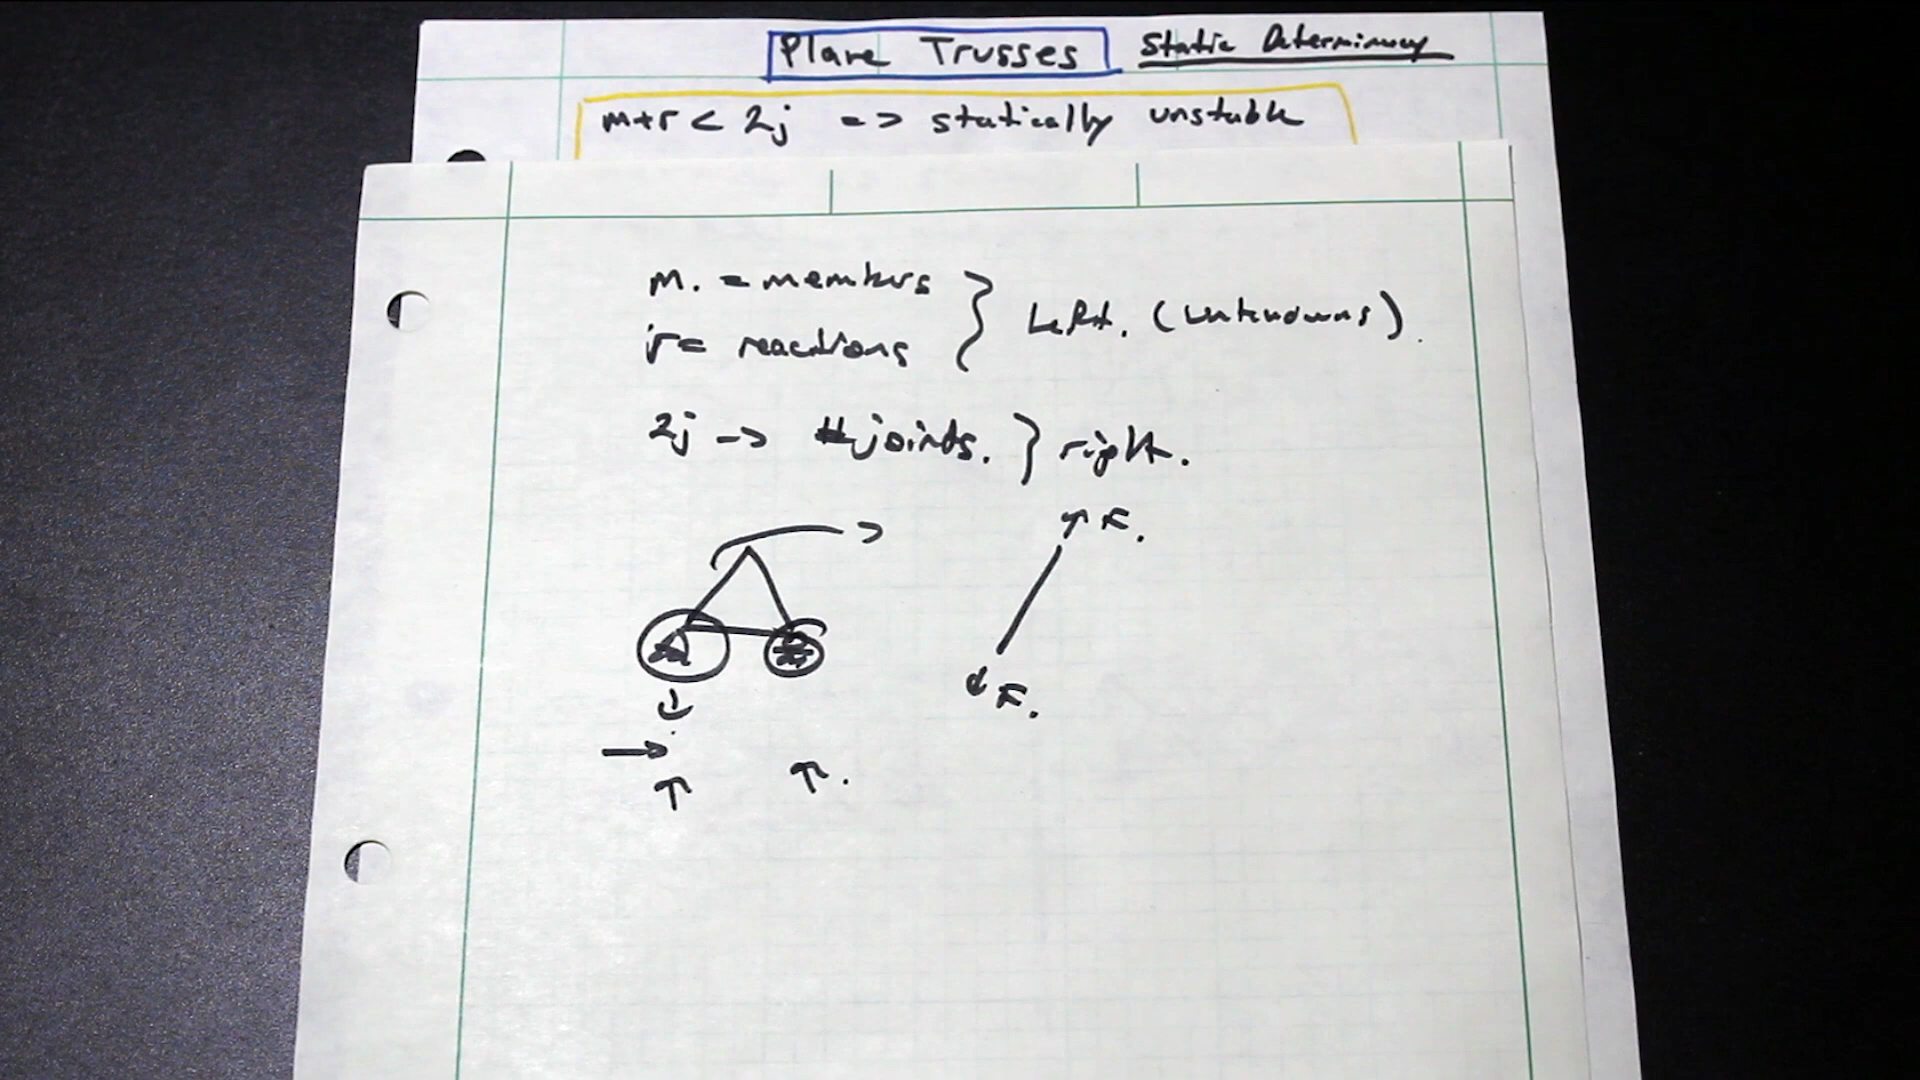 Plane Trusses Static Determinacy
m+r < 2j => statically unstable
m. = members
r = reactions
} Left. (unknowns).
2j -> # joints. } right.
F.
F.